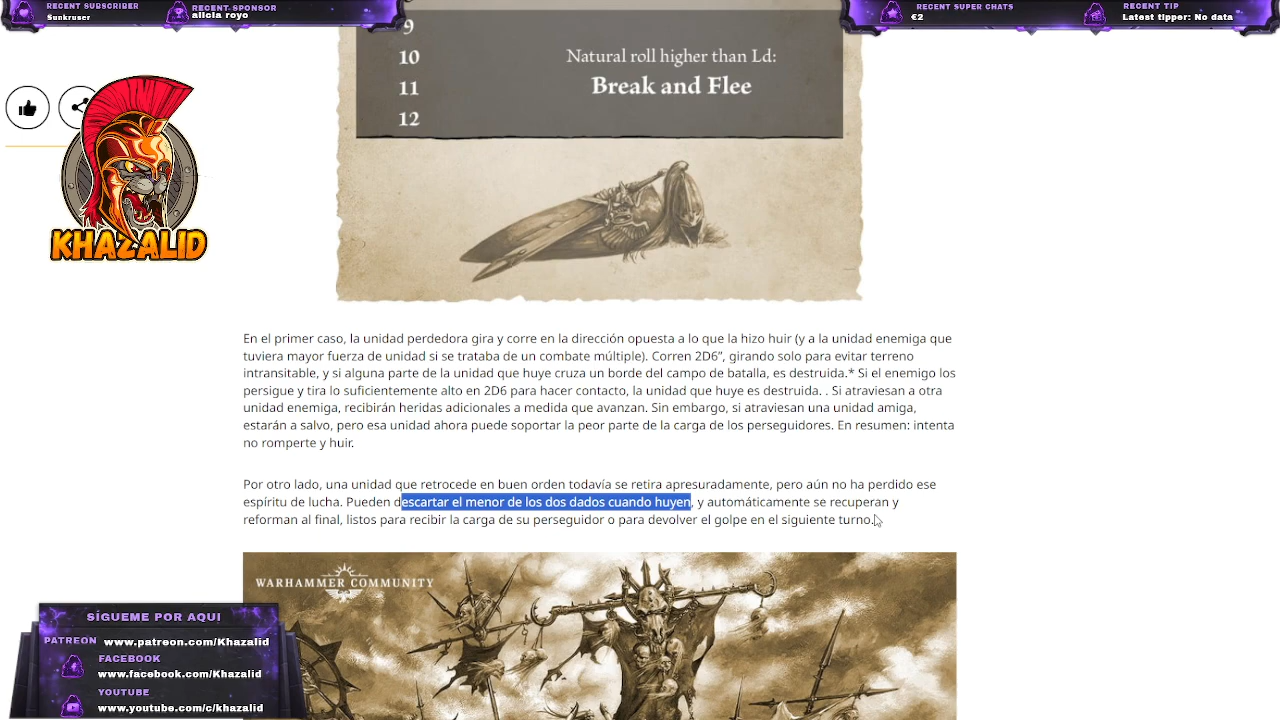 RECENT SUBSCRIBER
Sunkruser
RECENT SPONSOR
alicia royo
RECENT SUPER CHATS
€2
RECENT TIP
Latest tipper: No data
9
10
11
12
Natural roll higher than Ld:
Break and Flee
KHAZALID
En el primer caso, la unidad perdedora gira y corre en la dirección opuesta a lo que la hizo huir (y a la unidad enemiga que
tuviera mayor fuerza de unidad si se trataba de un combate múltiple). Corren 2D6”, girando solo para evitar terreno
intransitable, y si alguna parte de la unidad que huye cruza un borde del campo de batalla, es destruida.* Si el enemigo los
persigue y tira lo suficientemente alto en 2D6 para hacer contacto, la unidad que huye es destruida. . Si atraviesan a otra
unidad enemiga, recibirán heridas adicionales a medida que avanzan. Sin embargo, si atraviesan una unidad amiga,
estarán a salvo, pero esa unidad ahora puede soportar la peor parte de la carga de los perseguidores. En resumen: intenta
no romperte y huir.
Por otro lado, una unidad que retrocede en buen orden todavía se retira apresuradamente, pero aún no ha perdido ese
espíritu de lucha. Pueden descartar el menor de los dos dados cuando huyen, y automáticamente se recuperan y
reforman al final, listos para recibir la carga de su perseguidor o para devolver el golpe en el siguiente turno.
WARHAMMER COMMUNITY
SÍGUEME POR AQUI
PATREON www.patreon.com/Khazalid
FACEBOOK
www.facebook.com/Khazalid
YOUTUBE
www.youtube.com/c/khazalid